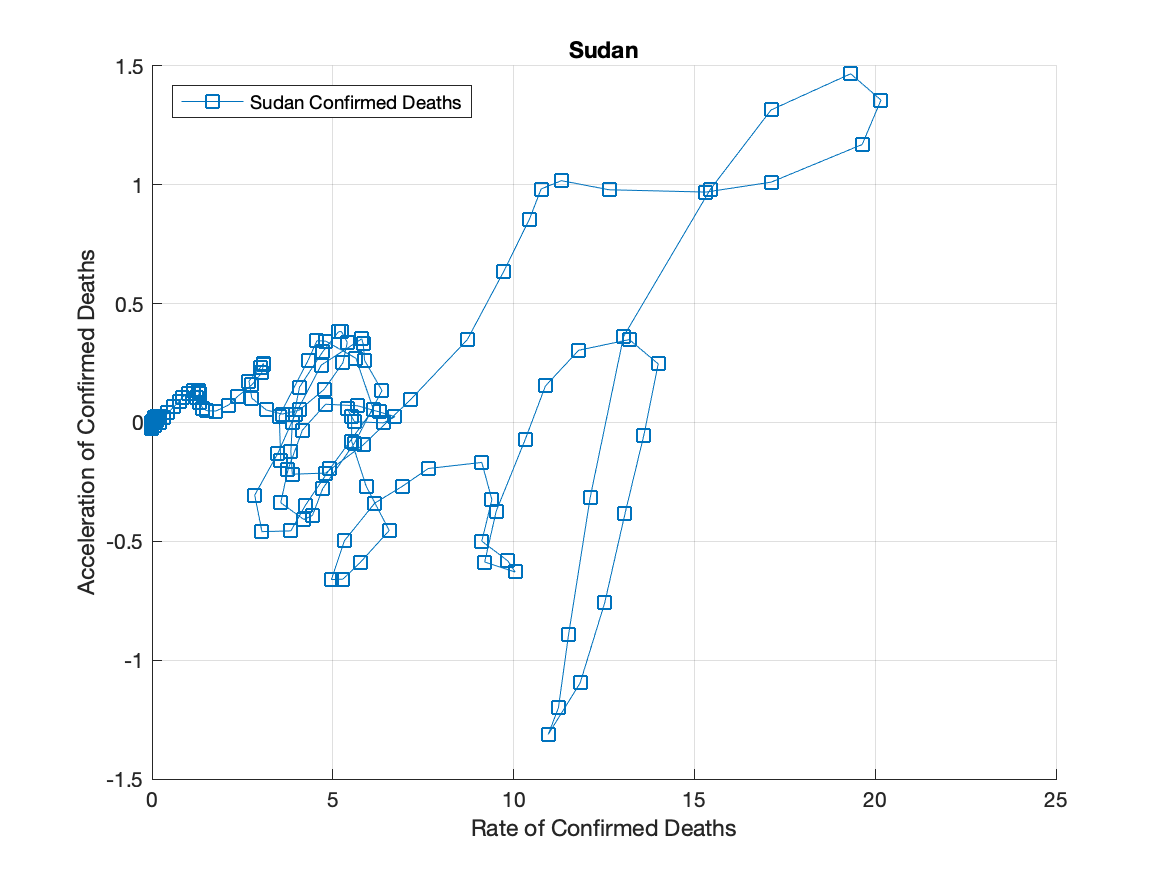 Sudan
Sudan Confirmed Deaths
Acceleration of Confirmed Deaths
1.5
1
0.5
0
-0.5
-1
-1.5
0 5 10 15 20 25
Rate of Confirmed Deaths